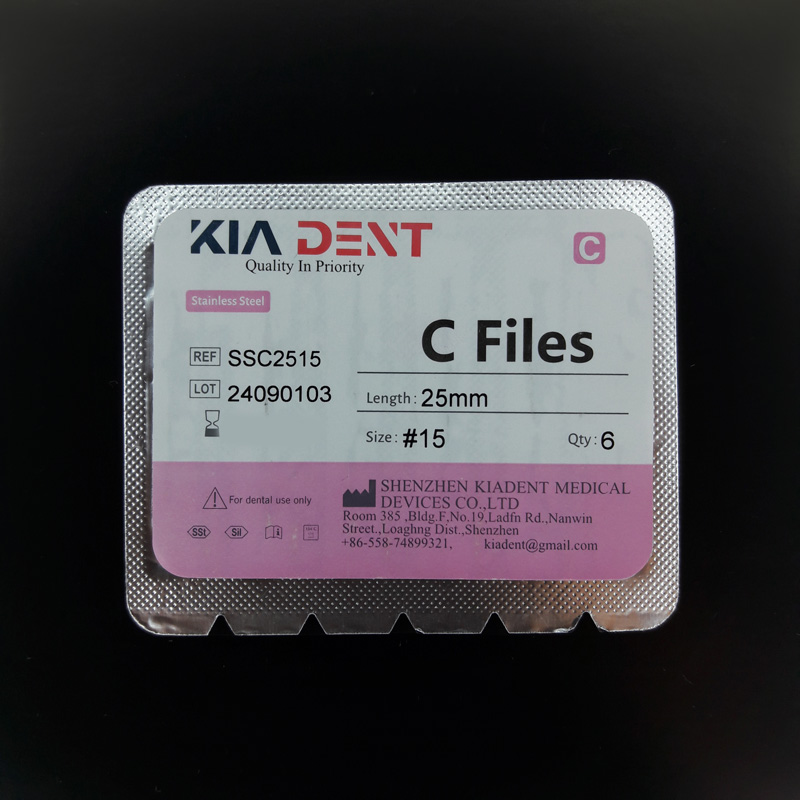 KIA DENT
Quality In Priority
C
Stainless Steel
C Files
REF SSC2515
LOT 24090103
Length: 25mm
Size: #15 Qty: 6
For dental use only
SSt Sil
SHENZHEN KIADENT MEDICAL
DEVICES CO.,LTD
Room 385 ,Bldg.F,No.19,Ladfn Rd.,Nanwin
Street.,Loaghng Dist.,Shenzhen
+86-558-74899321, kiadent@gmail.com